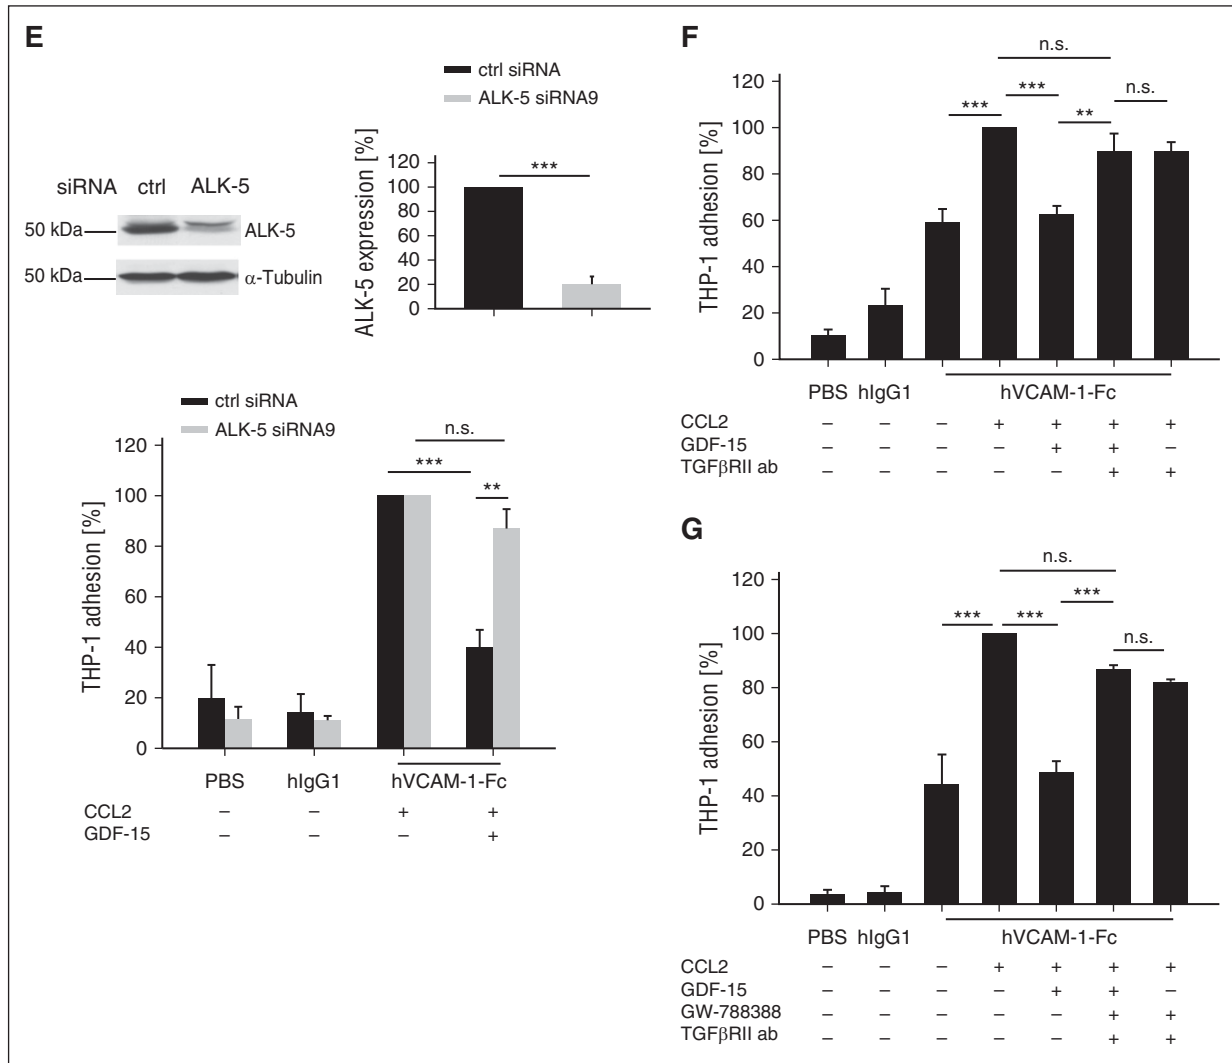 E
ctrl siRNA
ALK-5 siRNA9
siRNA ctrl ALK-5
50 kDa ALK-5
50 kDa α-Tubulin
ALK-5 expression [%]
120
100
80
60
40
20
0
***
ctrl siRNA
ALK-5 siRNA9
THP-1 adhesion [%]
120
100
80
60
40
20
0
n.s.
***
**
PBS hIgG1 hVCAM-1-Fc
CCL2 – – + +
GDF-15 – – +
F
THP-1 adhesion [%]
120
100
80
60
40
20
0
n.s.
***
n.s.
***
**
PBS hIgG1 hVCAM-1-Fc
CCL2 – – – + + + +
GDF-15 – – – – + + –
TGFβRII ab – – – – – + +
G
THP-1 adhesion [%]
120
100
80
60
40
20
0
n.s.
***
*** ***
n.s.
PBS hIgG1 hVCAM-1-Fc
CCL2 – – – + + + +
GDF-15 – – – – + + –
GW-788388 – – – – – + +
TGFβRII ab – – – – – + +